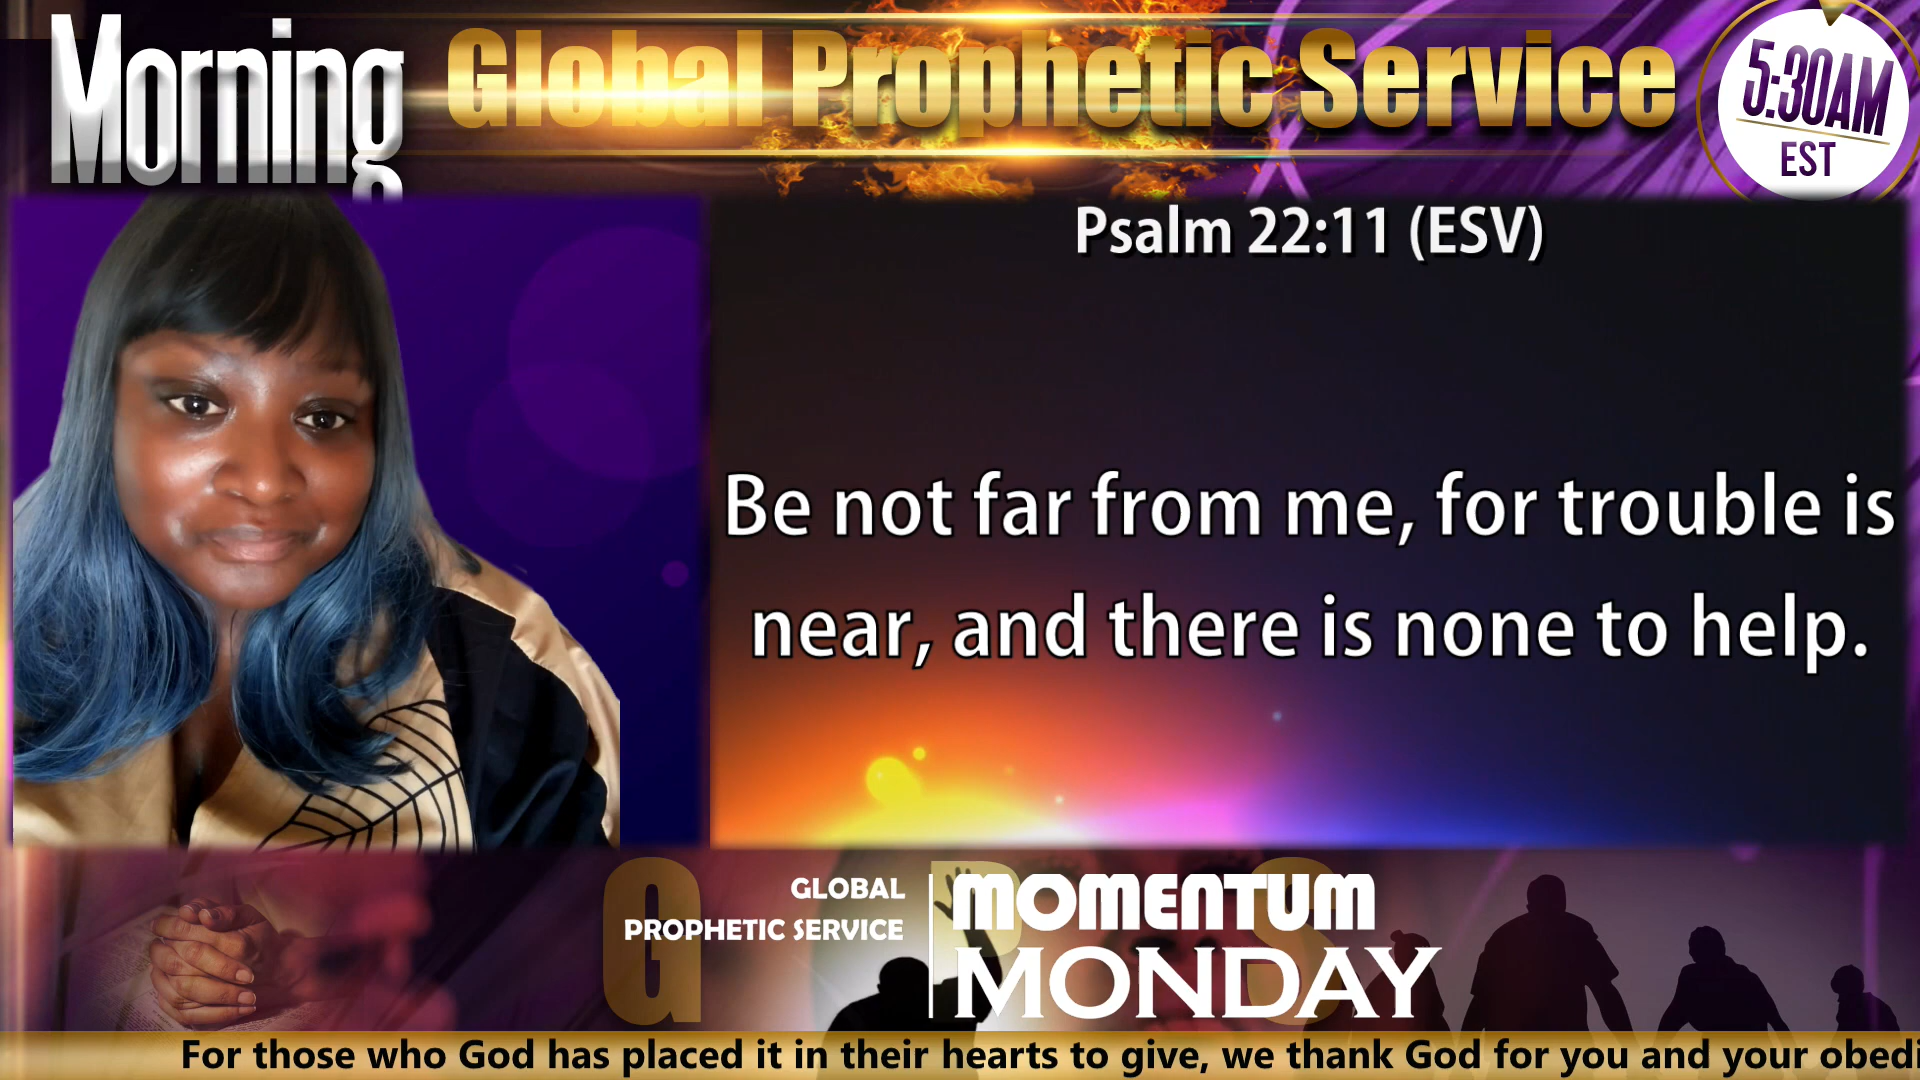 Morning Global Prophetic Service
5:30AM
EST
Psalm 22:11 (ESV)
Be not far from me, for trouble is
near, and there is none to help.
G P S
GLOBAL
PROPHETIC SERVICE
MOMENTUM
MONDAY
For those who God has placed it in their hearts to give, we thank God for you and your obedi